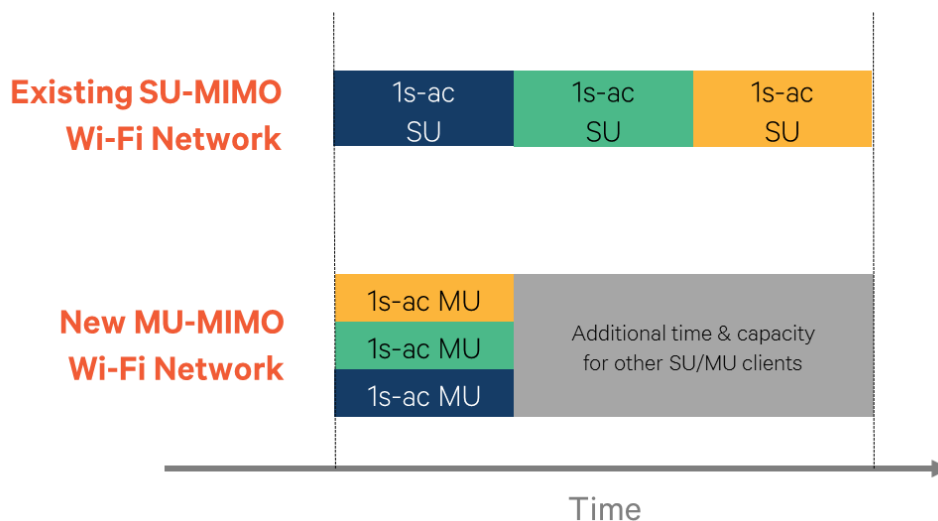 Existing SU-MIMO
Wi-Fi Network
1s-ac
SU
1s-ac
SU
1s-ac
SU
New MU-MIMO
Wi-Fi Network
1s-ac MU
1s-ac MU
1s-ac MU
Additional time & capacity
for other SU/MU clients
Time